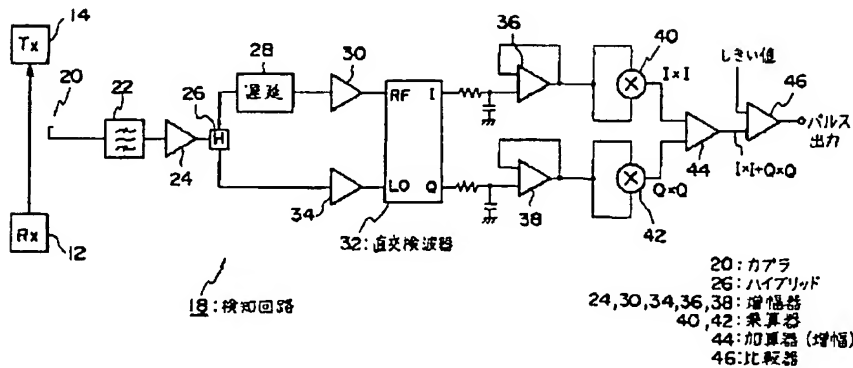 14
Tx
20
22
24
26
H
28
遅延
30
34
RF
I
LO
Q
32:直交検波器
36
38
40
I×I
42
Q×Q
しきい値
44
46
I×I+Q×Q
パルス
出力
Rx
12
18:検知回路
20:カプラ
26:ハイブリッド
24,30,34,36,38:増幅器
40,42:乗算器
44:加算器(増幅)
46:比較器